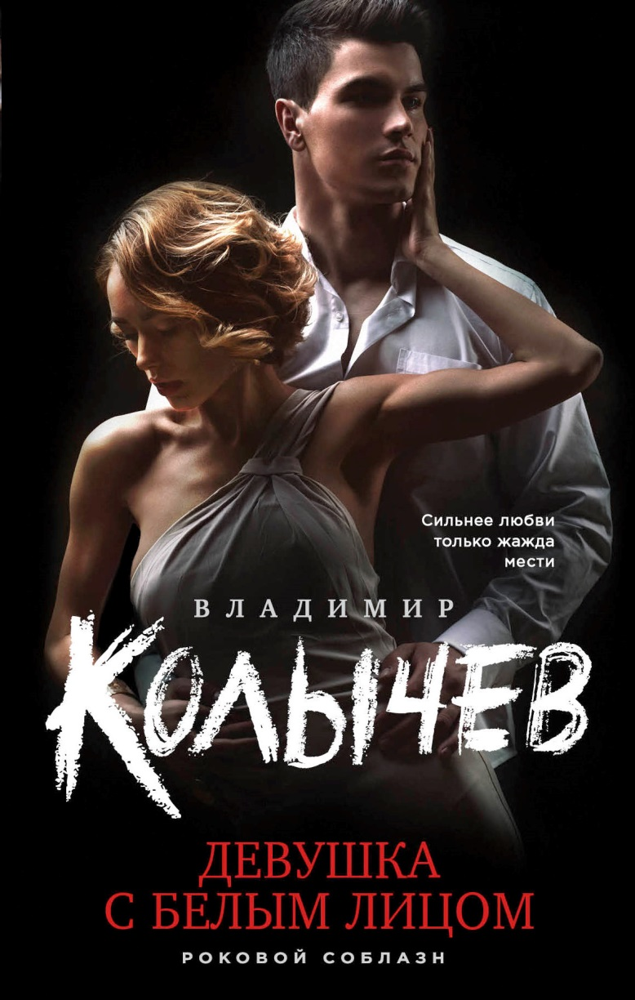 Сильнее любви
только жажда
мести
ВЛАДИМИР
КОЛЫЧЕВ
ДЕВУШКА
С БЕЛЫМ ЛИЦОМ
РОКОВОЙ СОБЛАЗН